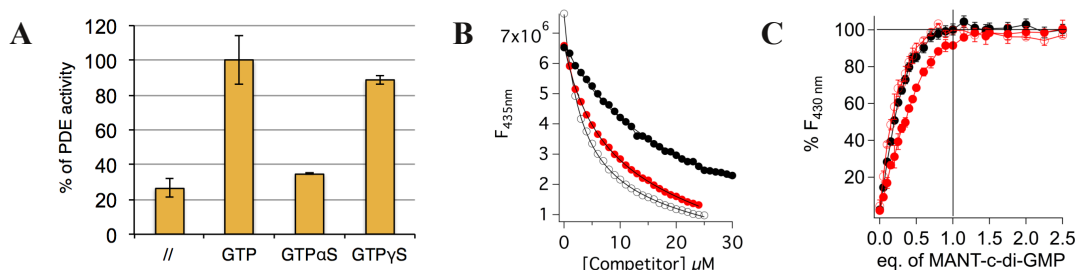 A
% of PDE activity
140
120
100
80
60
40
20
0
//
GTP
GTPαS
GTPγS
B
F435nm
7x10⁶
6
5
4
3
2
1
0
10
20
30
[Competitor] µM
C
% F430 nm
100
80
60
40
20
0.0
0.5
1.0
1.5
2.0
2.5
eq. of MANT-c-di-GMP